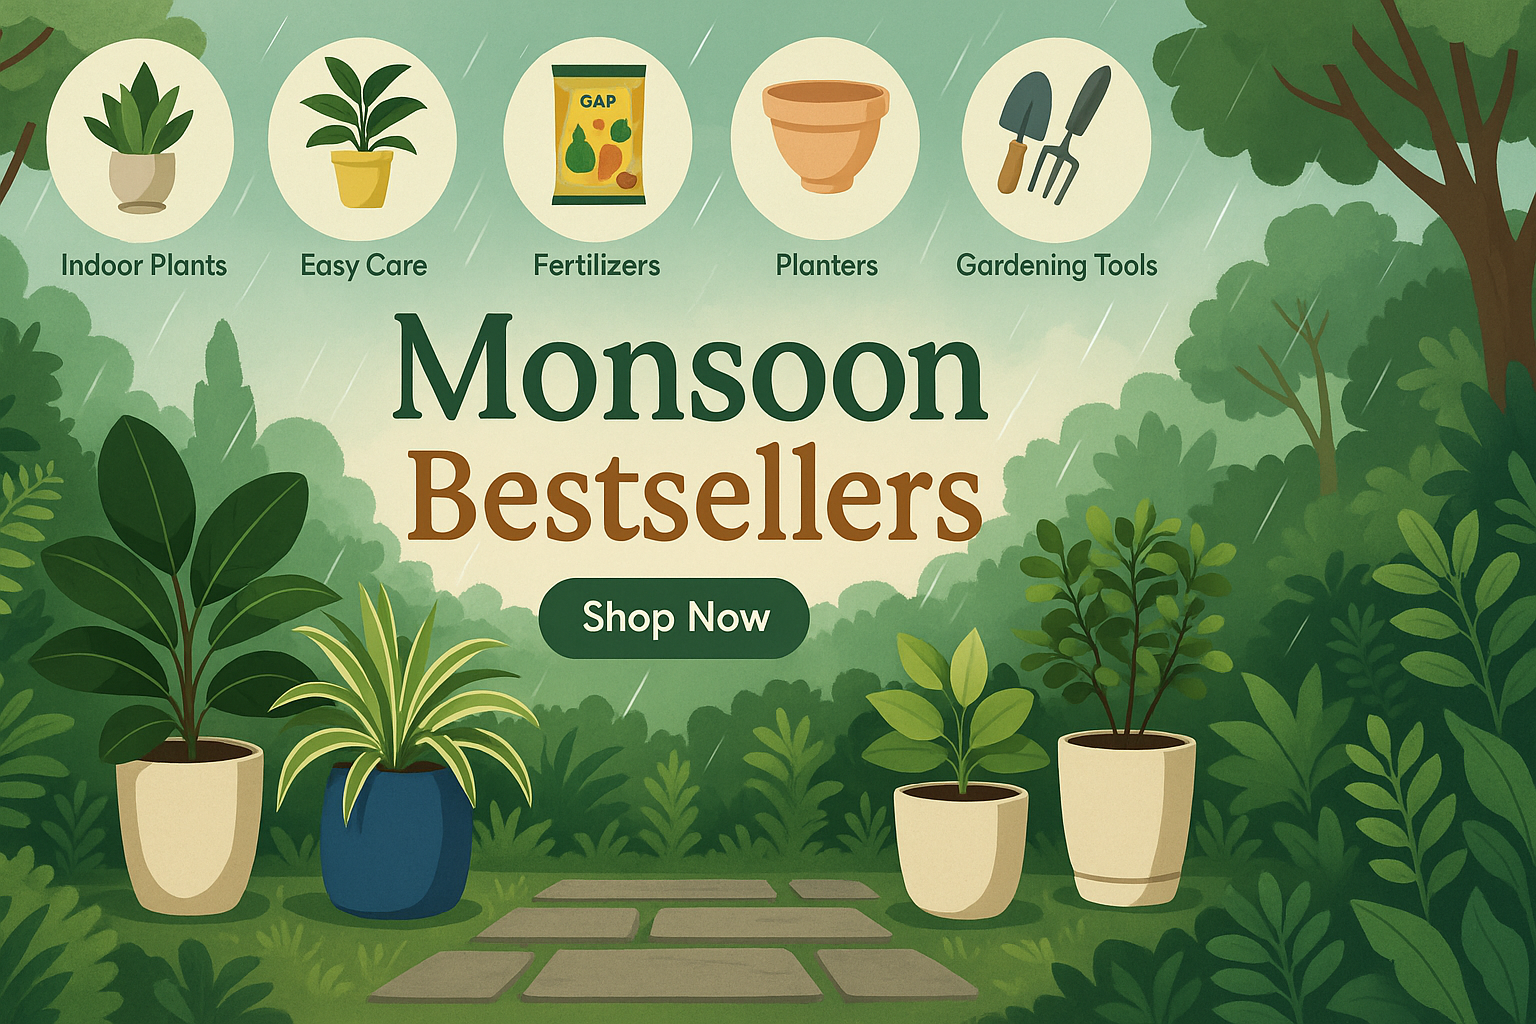 GAP
Indoor Plants
Easy Care
Fertilizers
Planters
Gardening Tools
Monsoon
Bestsellers
Shop Now